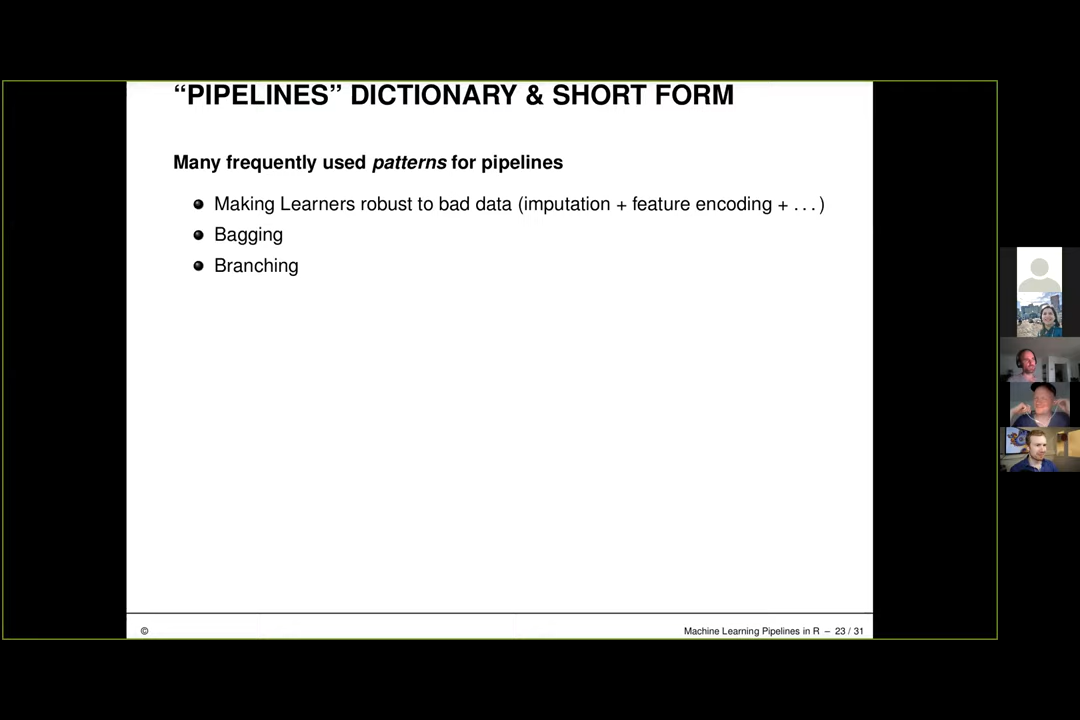 “PIPELINES” DICTIONARY & SHORT FORM
Many frequently used patterns for pipelines
Making Learners robust to bad data (imputation + feature encoding + . . . )
Bagging
Branching
© Machine Learning Pipelines in R – 23 / 31